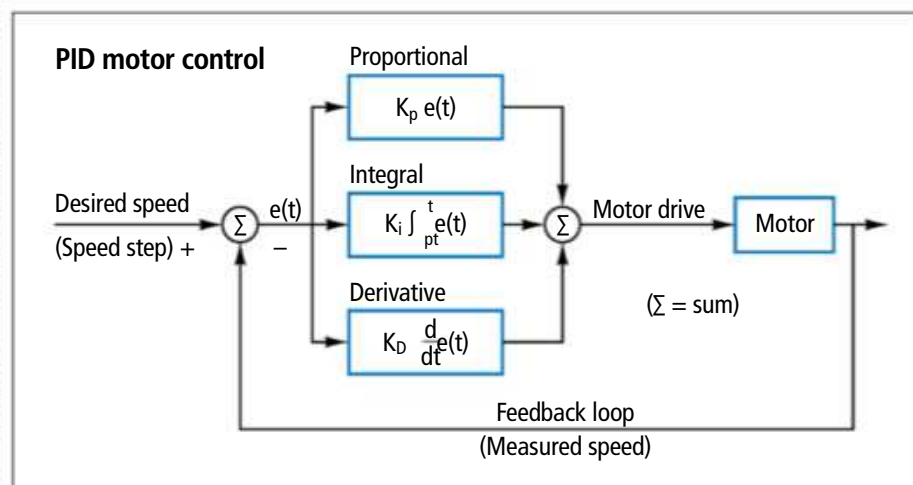 PID motor control
Proportional
Kp e(t)
Integral
Ki ∫ t pt e(t)
Derivative
KD d/dt e(t)
Desired speed
(Speed step) +
Σ
e(t)
−
Σ
Motor drive
Motor
(Σ = sum)
Feedback loop
(Measured speed)